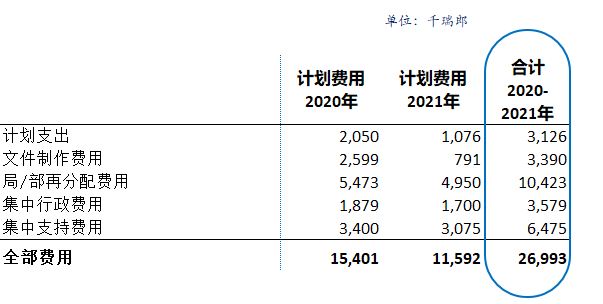 单位：千瑞郎
计划费用 计划费用 合计
2020年 2021年 2020-
2021年
计划支出 2,050 1,076 3,126
文件制作费用 2,599 791 3,390
局/部再分配费用 5,473 4,950 10,423
集中行政费用 1,879 1,700 3,579
集中支持费用 3,400 3,075 6,475
全部费用 15,401 11,592 26,993